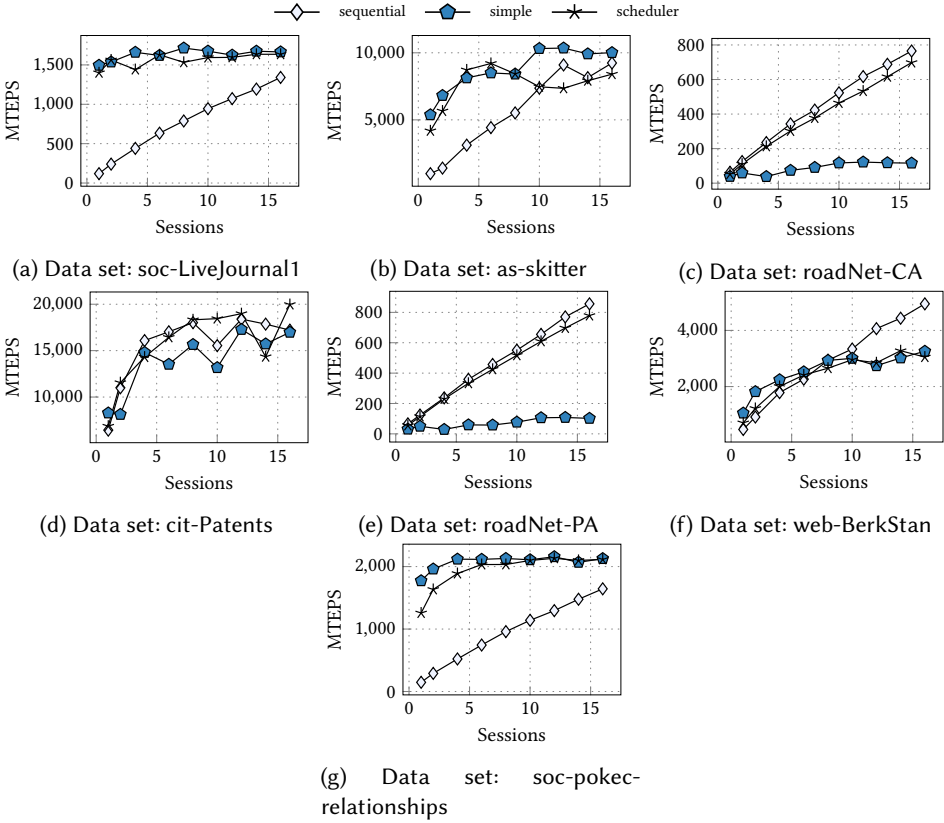 sequential simple scheduler
1,500
1,000
500
0
MTEPS
0 5 10 15
Sessions
(a) Data set: soc-LiveJournal1
10,000
5,000
MTEPS
0 5 10 15
Sessions
(b) Data set: as-skitter
800
600
400
200
0
MTEPS
0 5 10 15
Sessions
(c) Data set: roadNet-CA
20,000
15,000
10,000
MTEPS
0 5 10 15
Sessions
(d) Data set: cit-Patents
800
600
400
200
0
MTEPS
0 5 10 15
Sessions
(e) Data set: roadNet-PA
4,000
2,000
MTEPS
0 5 10 15
Sessions
(f) Data set: web-BerkStan
2,000
1,000
0
MTEPS
0 5 10 15
Sessions
(g) Data set: soc-pokec-
relationships